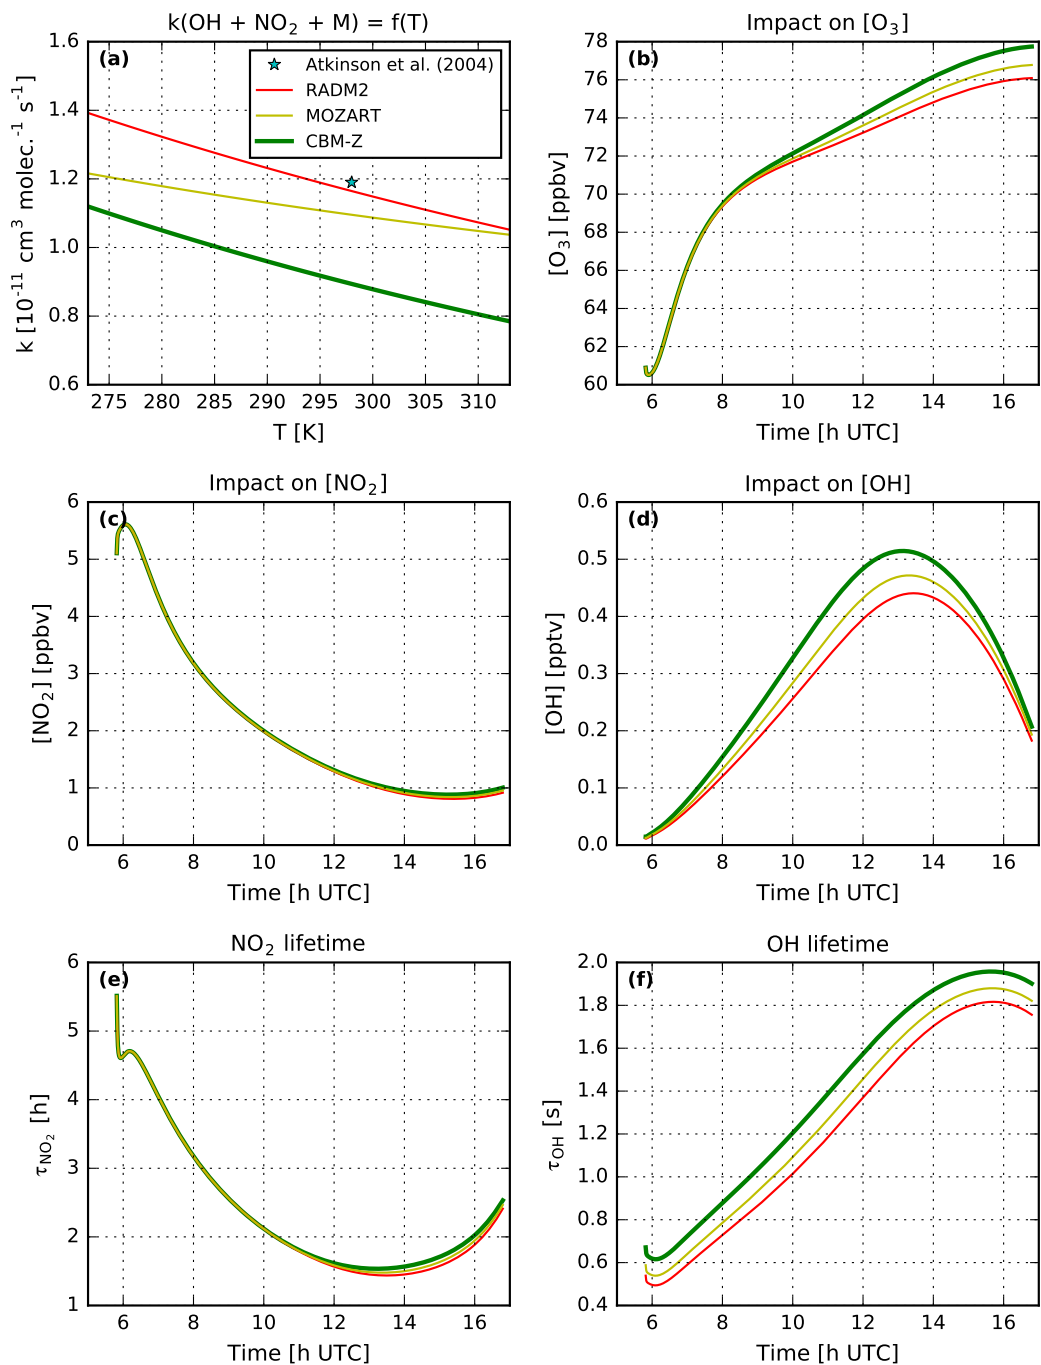 k(OH + NO₂ + M) = f(T)
(a)
Atkinson et al. (2004)
RADM2
MOZART
CBM-Z
1.6
1.4
1.2
1.0
0.8
0.6
k [10⁻¹¹ cm³ molec.⁻¹ s⁻¹]
275 280 285 290 295 300 305 310
T [K]
Impact on [O₃]
(b)
78
76
74
72
70
68
66
64
62
60
[O₃] [ppbv]
6 8 10 12 14 16
Time [h UTC]
Impact on [NO₂]
(c)
6
5
4
3
2
1
0
[NO₂] [ppbv]
6 8 10 12 14 16
Time [h UTC]
Impact on [OH]
(d)
0.6
0.5
0.4
0.3
0.2
0.1
0.0
[OH] [pptv]
6 8 10 12 14 16
Time [h UTC]
NO₂ lifetime
(e)
6
5
4
3
2
1
τ_NO₂ [h]
6 8 10 12 14 16
Time [h UTC]
OH lifetime
(f)
2.0
1.8
1.6
1.4
1.2
1.0
0.8
0.6
0.4
τ_OH [s]
6 8 10 12 14 16
Time [h UTC]